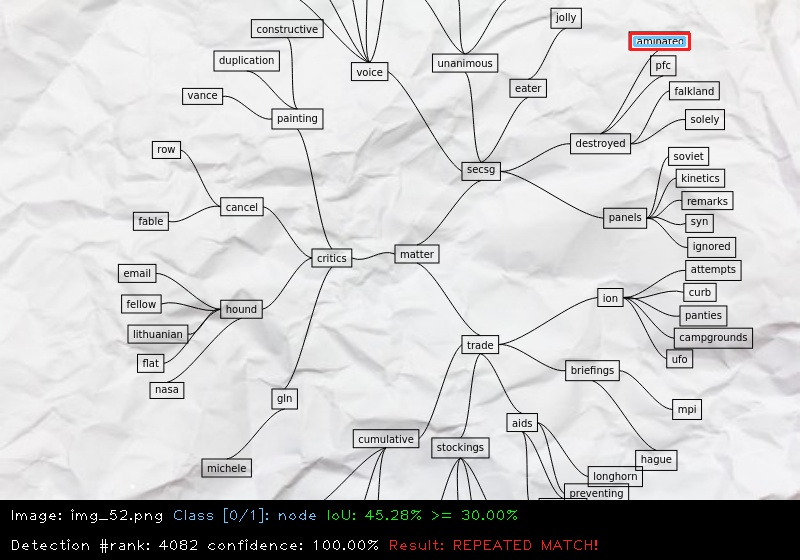 jolly
constructive
aminated
duplication
unanimous
pfc
voice
eater
falkland
vance
painting
solely
destroyed
row
soviet
secsg
kinetics
remarks
cancel
fable
panels
syn
ignored
matter
critics
email
attempts
curb
fellow
ion
hound
panties
lithuanian
campgrounds
trade
flat
ufo
briefings
nasa
gln
mpi
aids
cumulative
stockings
hague
michele
longhorn
preventing
Image: img_52.png Class [0/1]: node IoU: 45.28% >= 30.00%
Detection #rank: 4082 confidence: 100.00% Result: REPEATED MATCH!